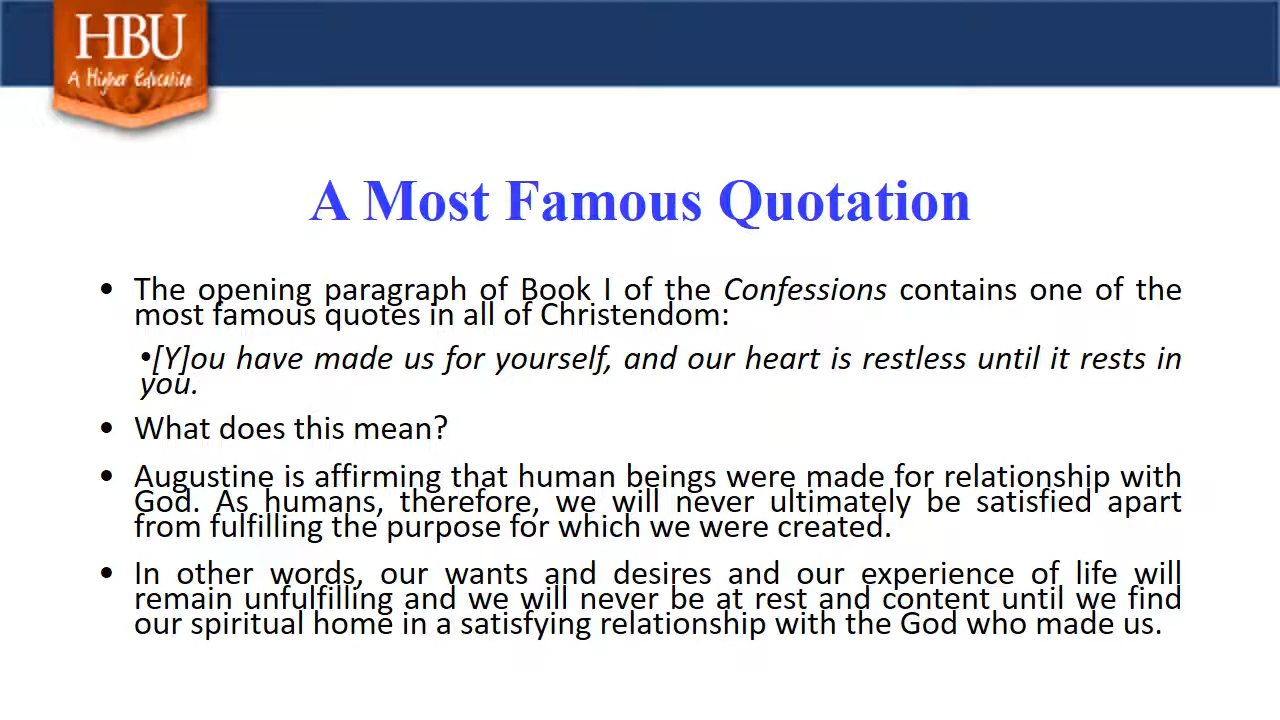 HBU
A Higher Education
A Most Famous Quotation
• The opening paragraph of Book I of the Confessions contains one of the
most famous quotes in all of Christendom:
•[Y]ou have made us for yourself, and our heart is restless until it rests in
you.
• What does this mean?
• Augustine is affirming that human beings were made for relationship with
God. As humans, therefore, we will never ultimately be satisfied apart
from fulfilling the purpose for which we were created.
• In other words, our wants and desires and our experience of life will
remain unfulfilling and we will never be at rest and content until we find
our spiritual home in a satisfying relationship with the God who made us.